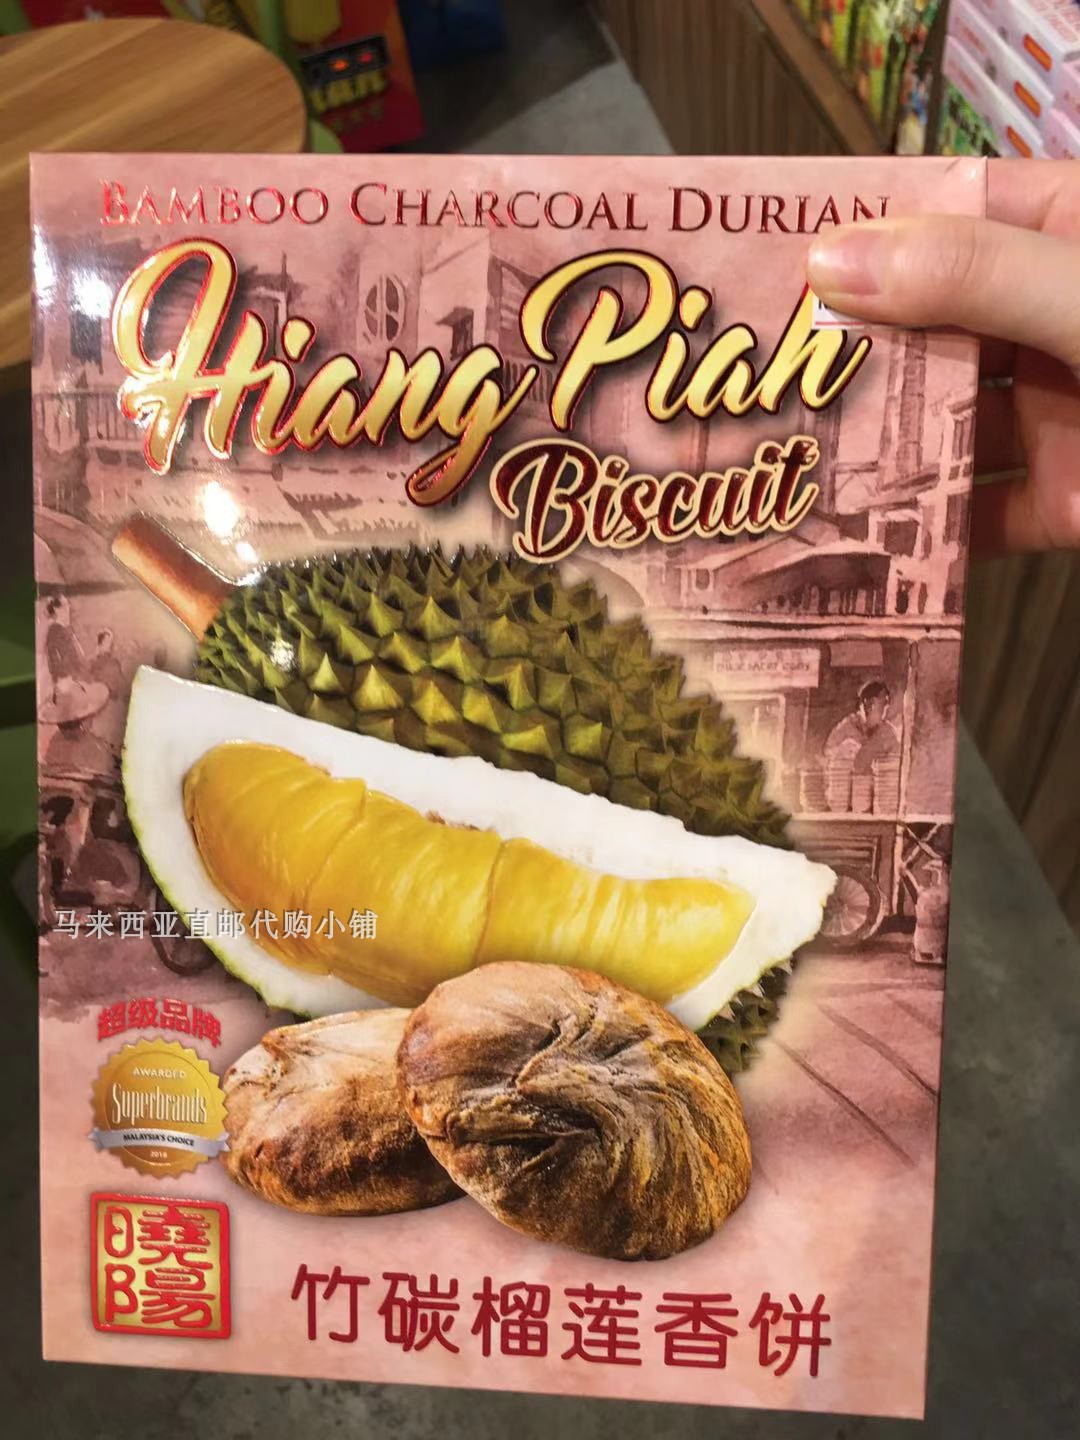 BAMBOO CHARCOAL DURIAN
Hiang Piah
Biscuit
马来西亚直邮代购小铺
超级品牌
AWARDED
Superbrands
MALAYSIA'S CHOICE
2018
曉陽
竹碳榴莲香饼